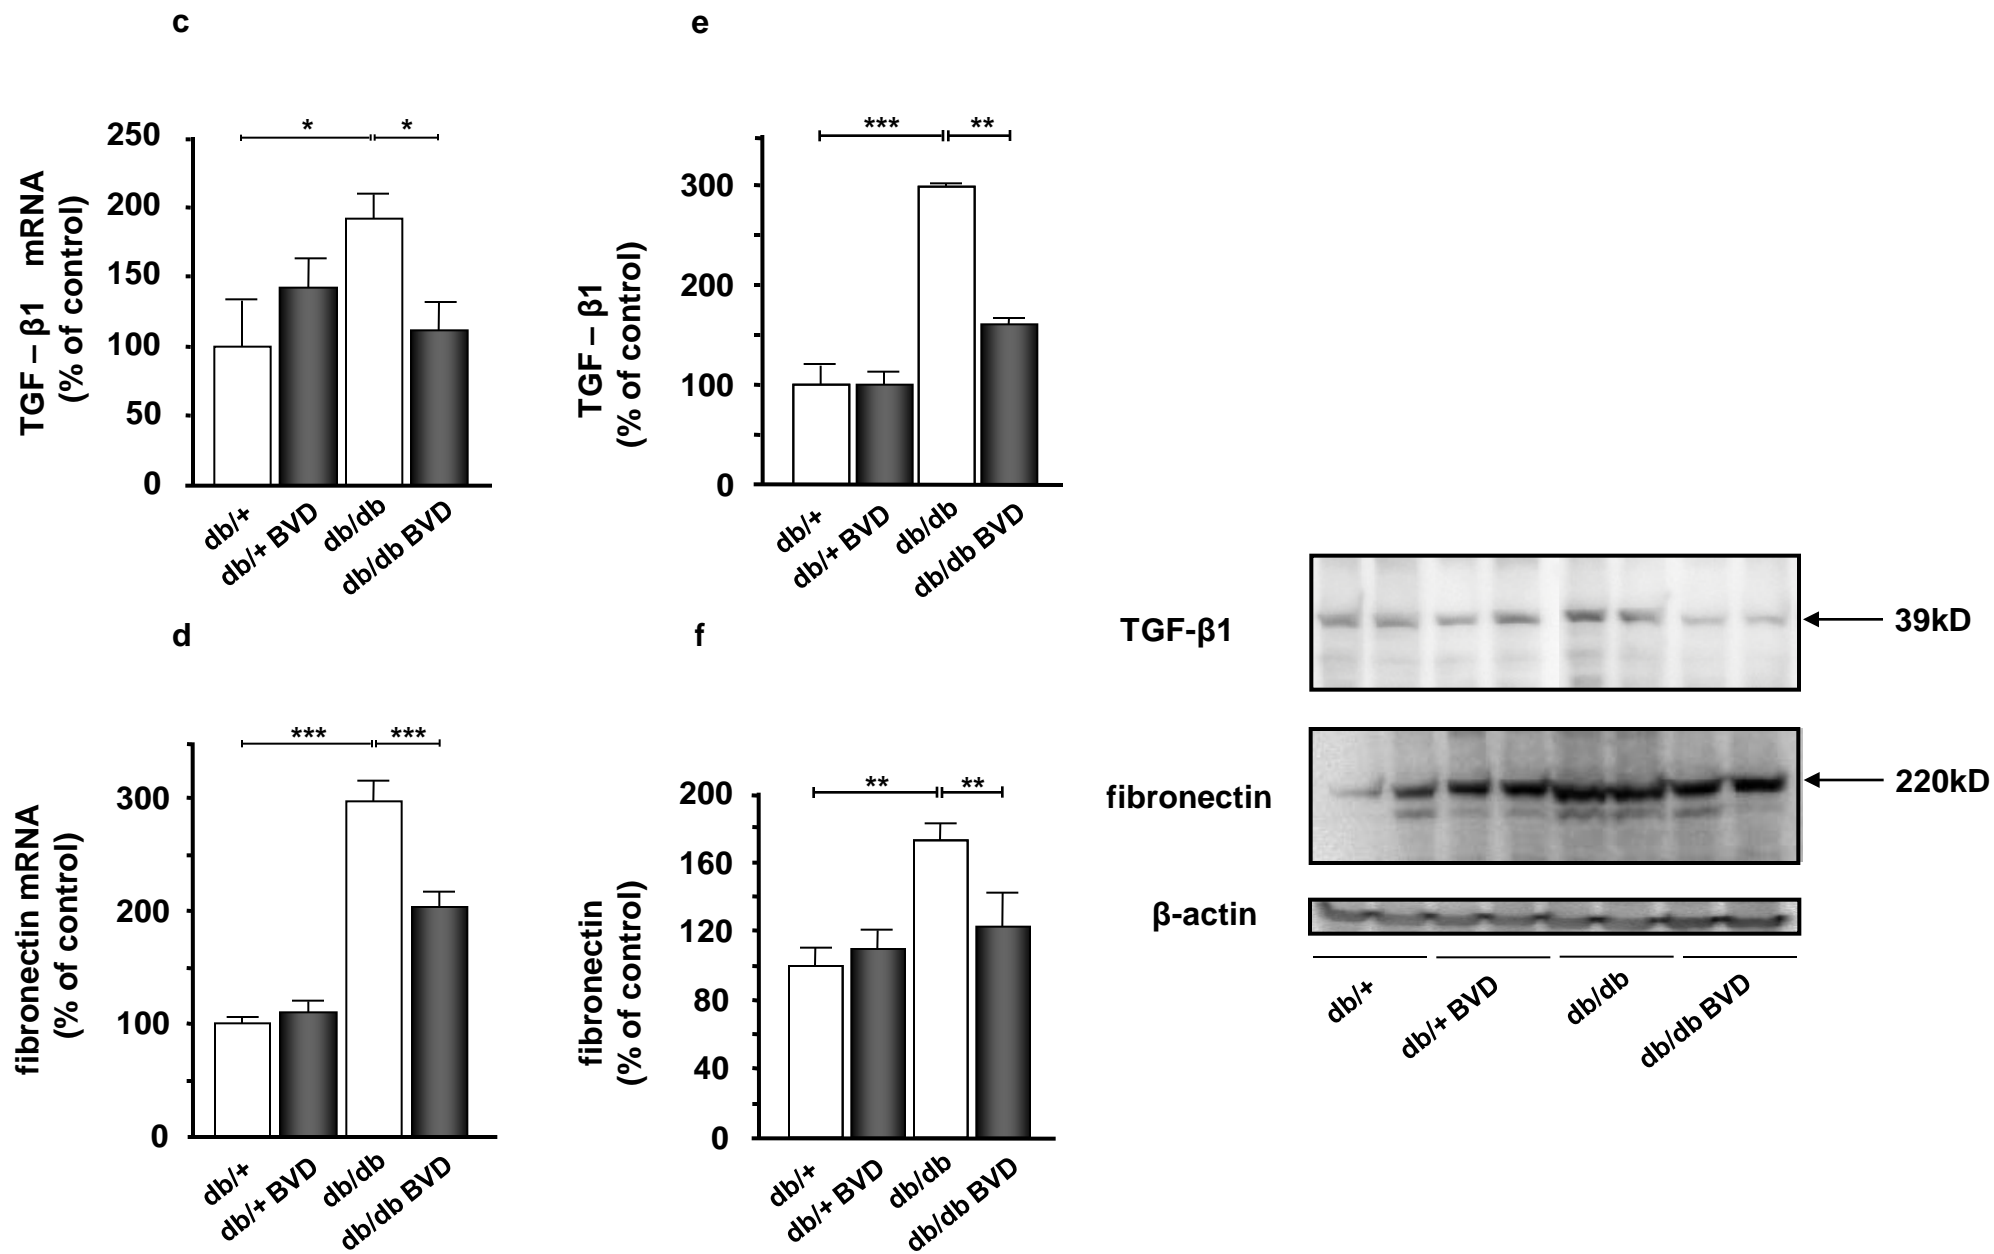 c
* *
250
200
150
100
50
0
TGF – β1 mRNA
(% of control)
db/+
db/+ BVD
db/db
db/db BVD
e
*** **
300
200
100
0
TGF – β1
(% of control)
db/+
db/+ BVD
db/db
db/db BVD
d
*** ***
300
200
100
0
fibronectin mRNA
(% of control)
db/+
db/+ BVD
db/db
db/db BVD
f
** **
200
160
120
80
40
0
fibronectin
(% of control)
db/+
db/+ BVD
db/db
db/db BVD
TGF-β1
39kD
fibronectin
220kD
β-actin
db/+
db/+ BVD
db/db
db/db BVD